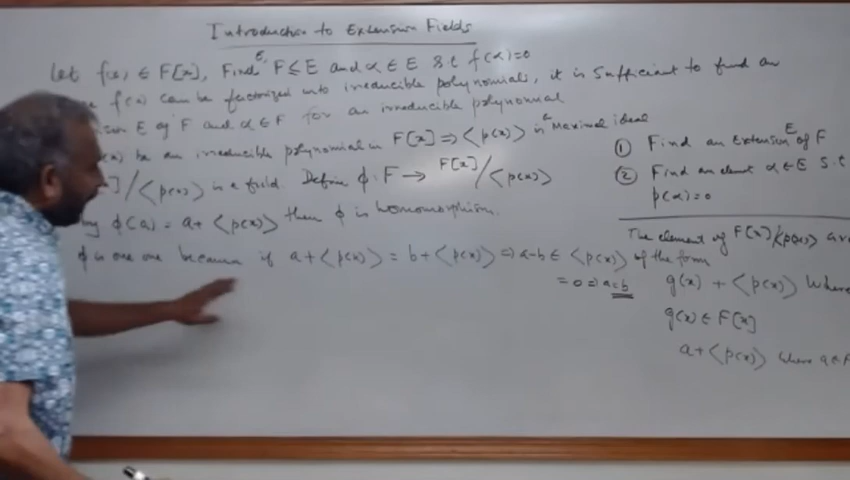 Introduction to Extension Fields
Let f(x) ∈ F[x], Find E, F ≤ E and α ∈ E s.t f(α)=0
f(x) can be factorized into irreducible polynomials, it is sufficient to find an
E of F and α ∈ F for an irreducible polynomial
be an irreducible polynomial in F[x] ⇒ <p(x)> is a maximal ideal
]/<p(x)> is a field. Define φ: F → F[x]/<p(x)>
by φ(a) = a + <p(x)> then φ is homomorphism.
φ is one one because if a + <p(x)> = b + <p(x)> ⇒ a-b ∈ <p(x)>
= 0 ⇒ a=b
① Find an extension E of F
② Find an element α ∈ E s.t
p(α)=0
The element of F[x]/<p(x)> are
of the form
g(x) + <p(x)> where
g(x) ∈ F[x]
a + <p(x)> where a ∈ F